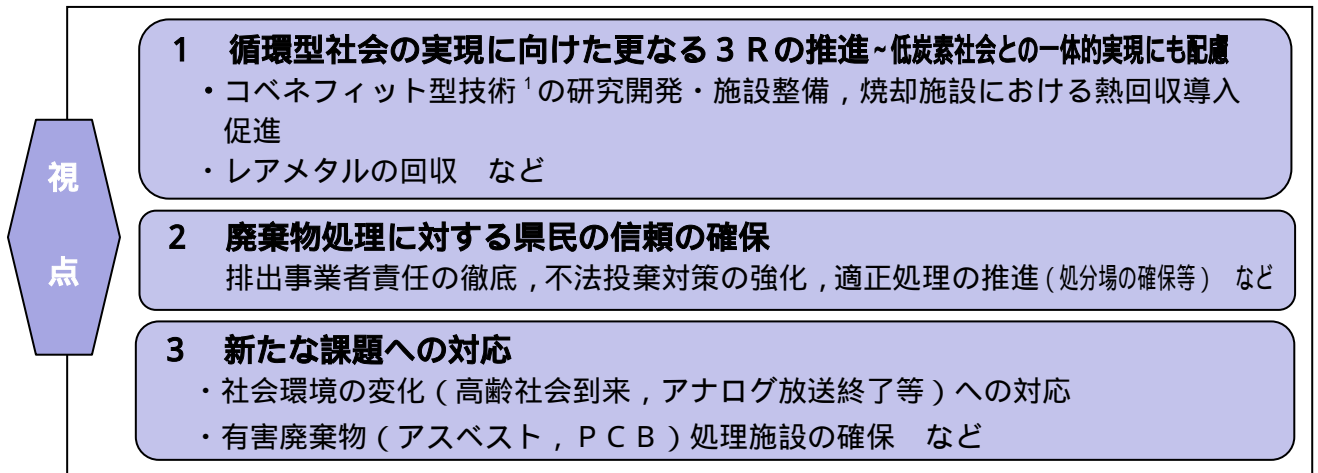 視点
1 循環型社会の実現に向けた更なる3Rの推進~低炭素社会との一体的実現にも配慮
・コベネフィット型技術1の研究開発・施設整備,焼却施設における熱回収導入
促進
・レアメタルの回収 など
2 廃棄物処理に対する県民の信頼の確保
排出事業者責任の徹底,不法投棄対策の強化,適正処理の推進(処分場の確保等) など
3 新たな課題への対応
・社会環境の変化(高齢社会到来,アナログ放送終了等)への対応
・有害廃棄物(アスベスト,PCB)処理施設の確保 など